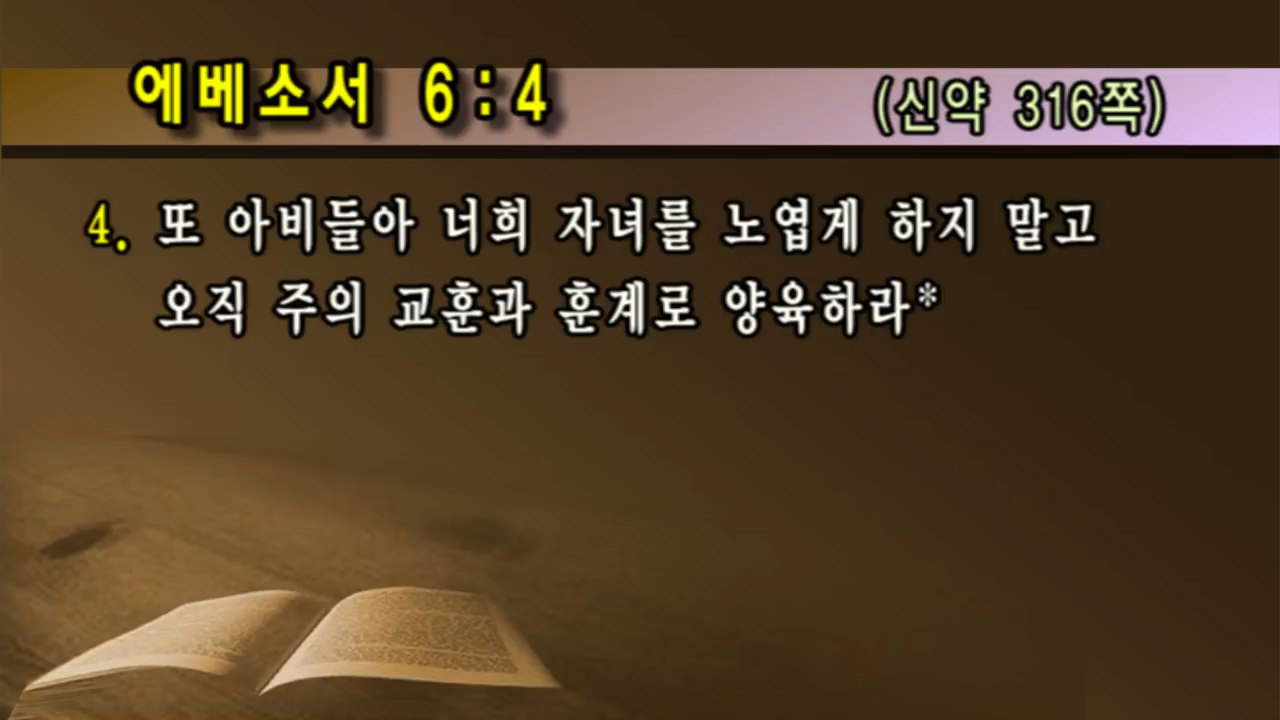 에베소서 6:4 (신약 316쪽)
4. 또 아비들아 너희 자녀를 노엽게 하지 말고
오직 주의 교훈과 훈계로 양육하라*